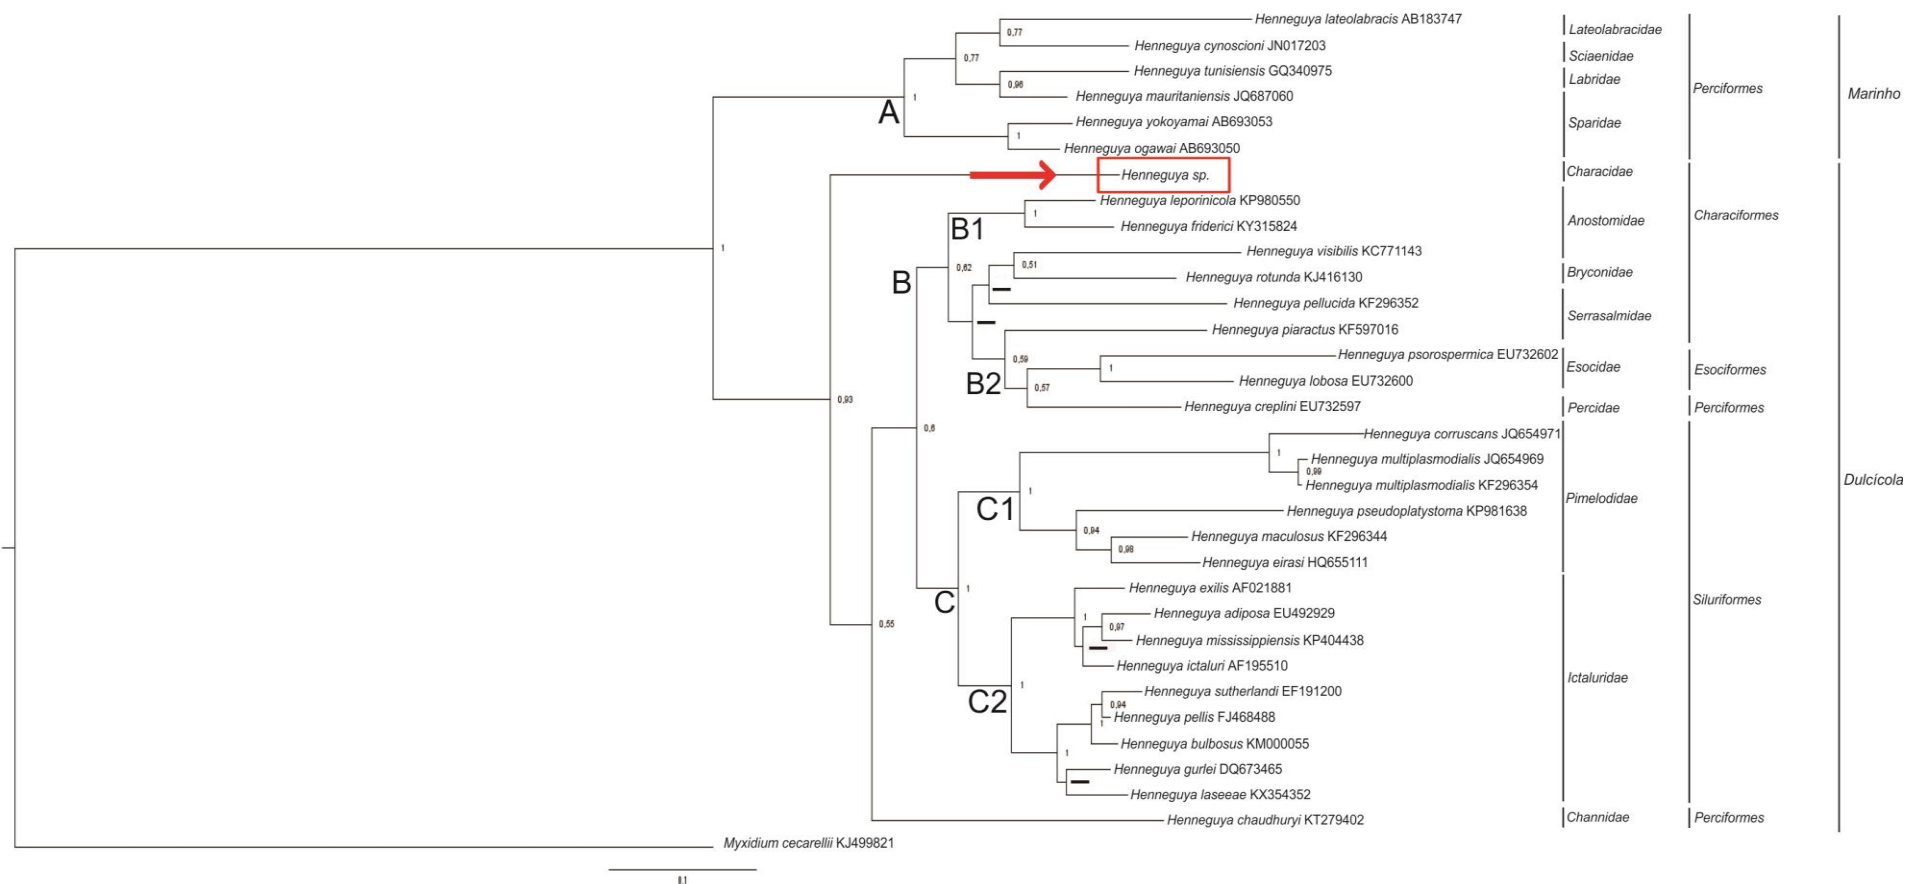 Henneguya lateolabracis AB183747
0,77
Henneguya cynoscioni JN017203
0,77
Henneguya tunisiensis GQ340975
0,96
Henneguya mauritaniensis JQ687060
A
1
Henneguya yokoyamai AB693053
1
Henneguya ogawai AB693050
Henneguya sp.
Henneguya leporinicola KP980550
1
B1
Henneguya friderici KY315824
1
Henneguya visibilis KC771143
0,62
0,51
Henneguya rotunda KJ416130
B
Henneguya pellucida KF296352
Henneguya piaractus KF597016
Henneguya psorospermica EU732602
0,59
1
B2
Henneguya lobosa EU732600
0,57
0,93
Henneguya creplini EU732597
0,6
Henneguya corruscans JQ654971
1
Henneguya multiplasmodialis JQ654969
0,99
Henneguya multiplasmodialis KF296354
1
C1
Henneguya pseudoplatystoma KP981638
0,94
Henneguya maculosus KF296344
0,98
Henneguya eirasi HQ655111
Henneguya exilis AF021881
1
C
Henneguya adiposa EU492929
1
0,97
0,55
Henneguya mississippiensis KP404438
Henneguya ictaluri AF195510
1
Henneguya sutherlandi EF191200
C2
0,94
Henneguya pellis FJ468488
1
Henneguya bulbosus KM000055
1
Henneguya gurlei DQ673465
Henneguya laseeae KX354352
Henneguya chaudhuryi KT279402
Myxidium cecarellii KJ499821
0.1
Lateolabracidae
Sciaenidae
Labridae
Sparidae
Characidae
Anostomidae
Bryconidae
Serrasalmidae
Esocidae
Percidae
Pimelodidae
Ictaluridae
Channidae
Perciformes
Characiformes
Esociformes
Perciformes
Siluriformes
Perciformes
Marinho
Dulcícola